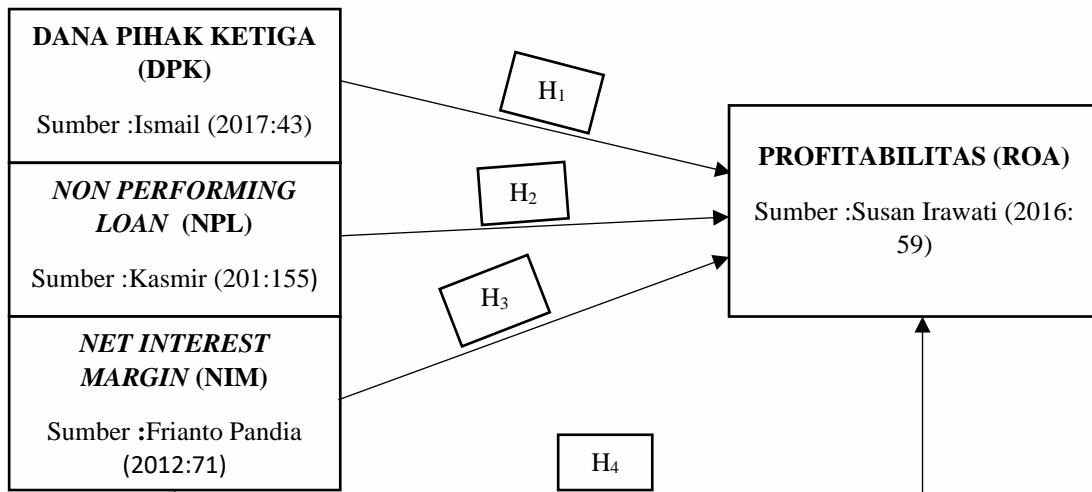 DANA PIHAK KETIGA
(DPK)
Sumber :Ismail (2017:43)
NON PERFORMING
LOAN (NPL)
Sumber :Kasmir (201:155)
NET INTEREST
MARGIN (NIM)
Sumber :Frianto Pandia
(2012:71)
H₁
H₂
H₃
H₄
PROFITABILITAS (ROA)
Sumber :Susan Irawati (2016:
59)